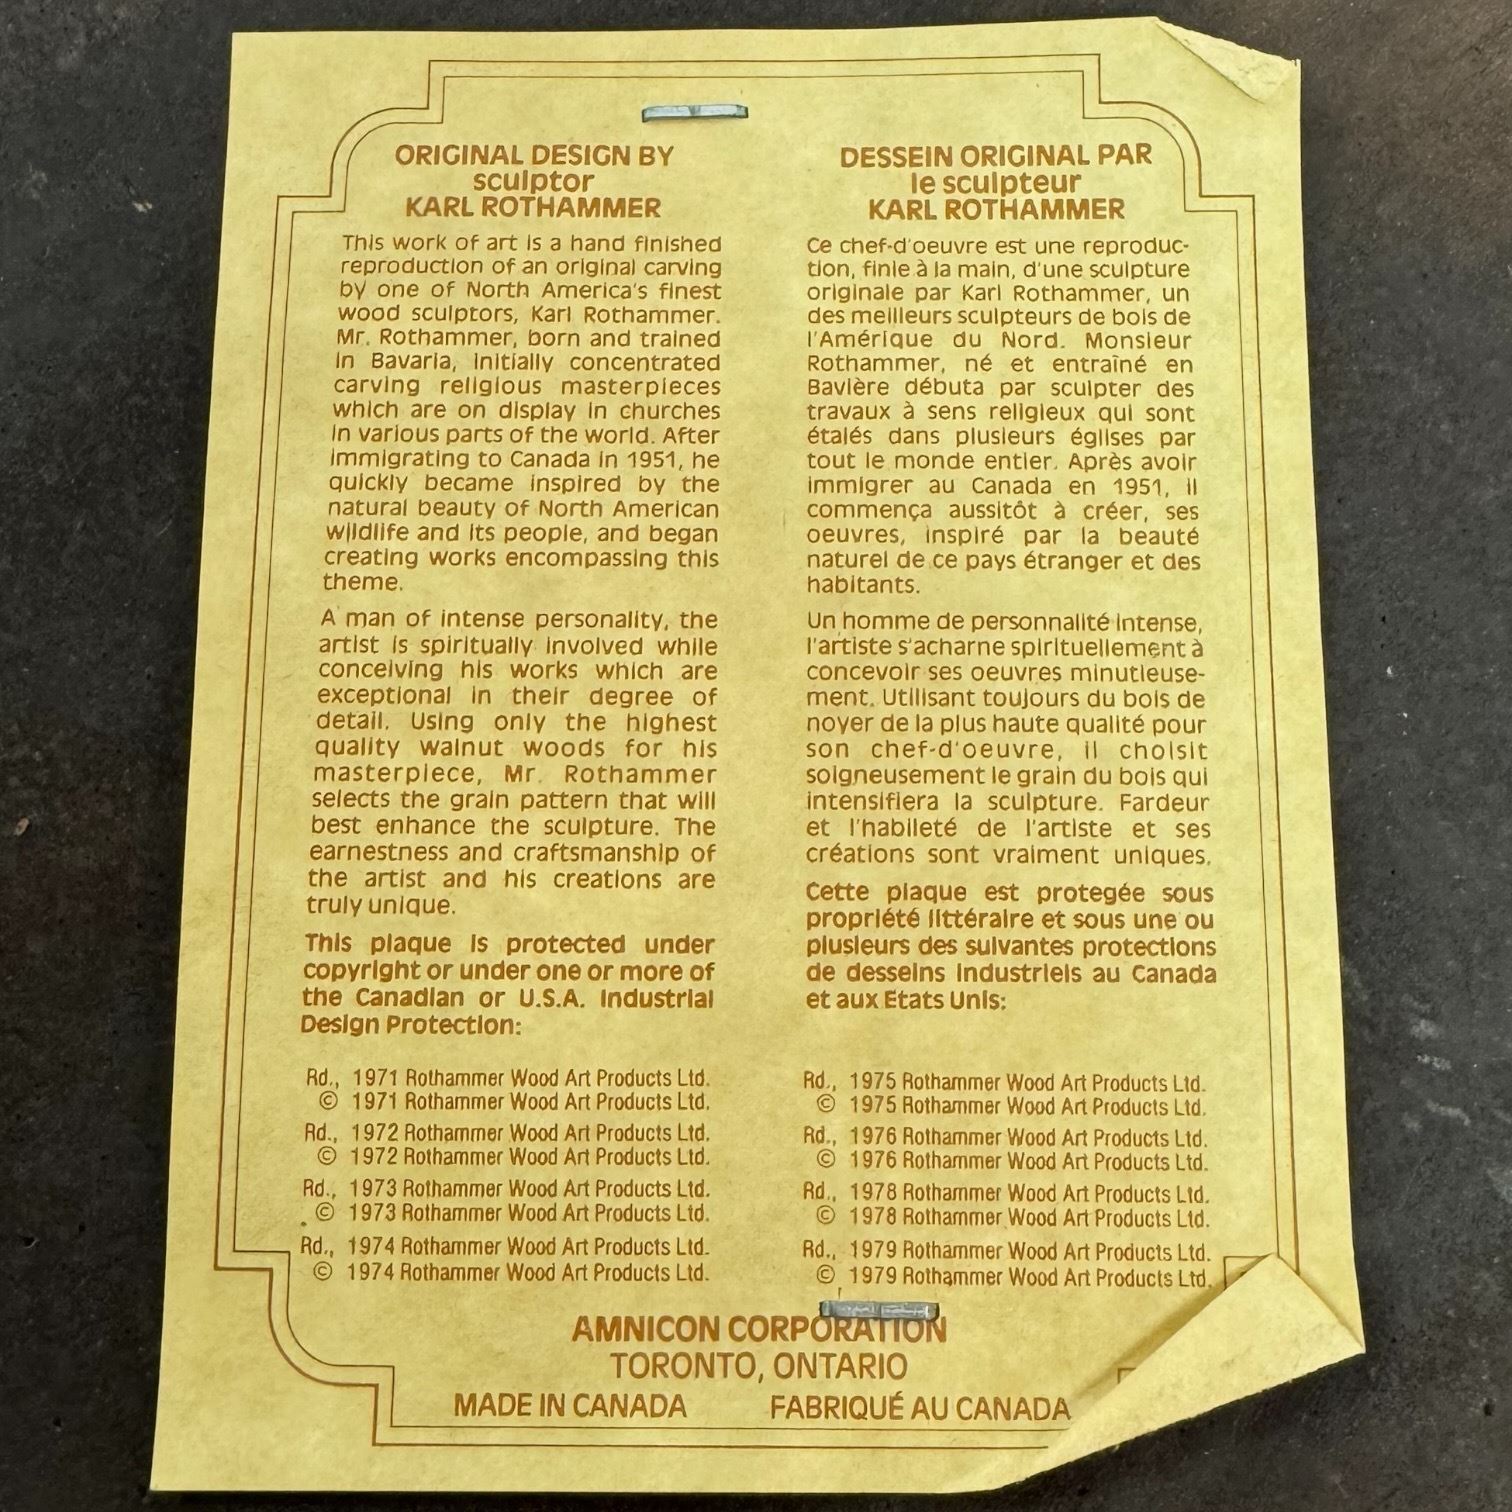 ORIGINAL DESIGN BY
sculptor
KARL ROTHAMMER
This work of art is a hand finished
reproduction of an original carving
by one of North America's finest
wood sculptors, Karl Rothammer.
Mr. Rothammer, born and trained
in Bavaria, initially concentrated
carving religious masterpieces
which are on display in churches
in various parts of the world. After
immigrating to Canada in 1951, he
quickly became inspired by the
natural beauty of North American
wildlife and its people, and began
creating works encompassing this
theme.
A man of intense personality, the
artist is spiritually involved while
conceiving his works which are
exceptional in their degree of
detail. Using only the highest
quality walnut woods for his
masterpiece, Mr. Rothammer
selects the grain pattern that will
best enhance the sculpture. The
earnestness and craftsmanship of
the artist and his creations are
truly unique.
This plaque is protected under
copyright or under one or more of
the Canadian or U.S.A. Industrial
Design Protection:
Rd., 1971 Rothammer Wood Art Products Ltd.
© 1971 Rothammer Wood Art Products Ltd.
Rd., 1972 Rothammer Wood Art Products Ltd.
© 1972 Rothammer Wood Art Products Ltd.
Rd., 1973 Rothammer Wood Art Products Ltd.
© 1973 Rothammer Wood Art Products Ltd.
Rd., 1974 Rothammer Wood Art Products Ltd.
© 1974 Rothammer Wood Art Products Ltd.
DESSEIN ORIGINAL PAR
le sculpteur
KARL ROTHAMMER
Ce chef-d'oeuvre est une reproduc-
tion, finie à la main, d'une sculpture
originale par Karl Rothammer, un
des meilleurs sculpteurs de bois de
l'Amérique du Nord. Monsieur
Rothammer, né et entraîné en
Bavière débuta par sculpter des
travaux à sens religieux qui sont
étalés dans plusieurs églises par
tout le monde entier. Après avoir
immigrer au Canada en 1951, il
commença aussitôt à créer, ses
oeuvres, inspiré par la beauté
naturel de ce pays étranger et des
habitants.
Un homme de personnalité intense,
l'artiste s'acharne spirituellement à
concevoir ses oeuvres minutieuse-
ment. Utilisant toujours du bois de
noyer de la plus haute qualité pour
son chef-d'oeuvre, il choisit
soigneusement le grain du bois qui
intensifiera la sculpture. Fardeur
et l'habileté de l'artiste et ses
créations sont vraiment uniques.
Cette plaque est protegée sous
propriété littéraire et sous une ou
plusieurs des suivantes protections
de desseins industriels au Canada
et aux Etats Unis:
Rd., 1975 Rothammer Wood Art Products Ltd.
© 1975 Rothammer Wood Art Products Ltd.
Rd., 1976 Rothammer Wood Art Products Ltd.
© 1976 Rothammer Wood Art Products Ltd.
Rd., 1978 Rothammer Wood Art Products Ltd.
© 1978 Rothammer Wood Art Products Ltd.
Rd., 1979 Rothammer Wood Art Products Ltd.
© 1979 Rothammer Wood Art Products Ltd.
AMNICON CORPORATION
TORONTO, ONTARIO
MADE IN CANADA FABRIQUÉ AU CANADA